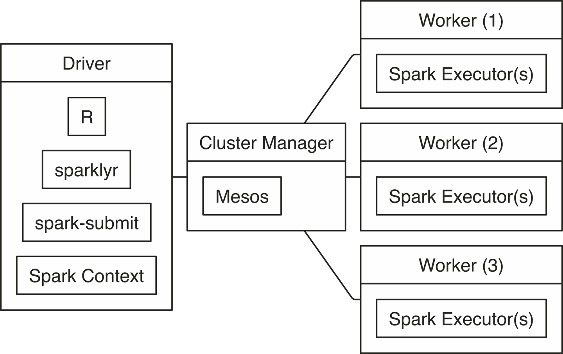 Driver
R
sparklyr
spark-submit
Spark Context
Cluster Manager
Mesos
Worker (1)
Spark Executor(s)
Worker (2)
Spark Executor(s)
Worker (3)
Spark Executor(s)